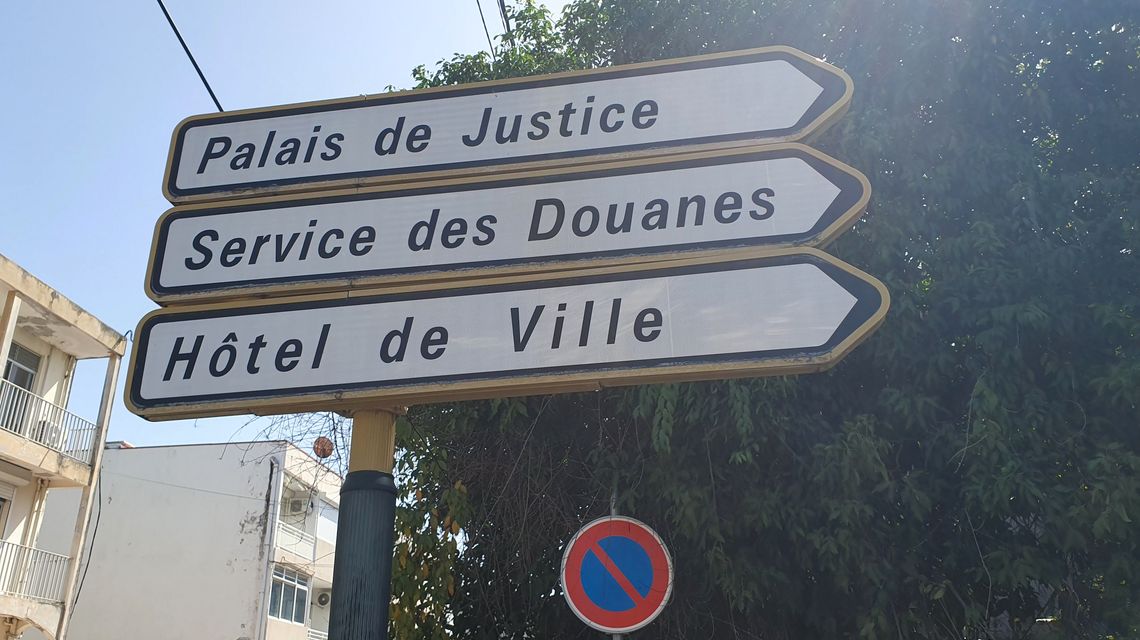 Palais de Justice
Service des Douanes
Hôtel de Ville